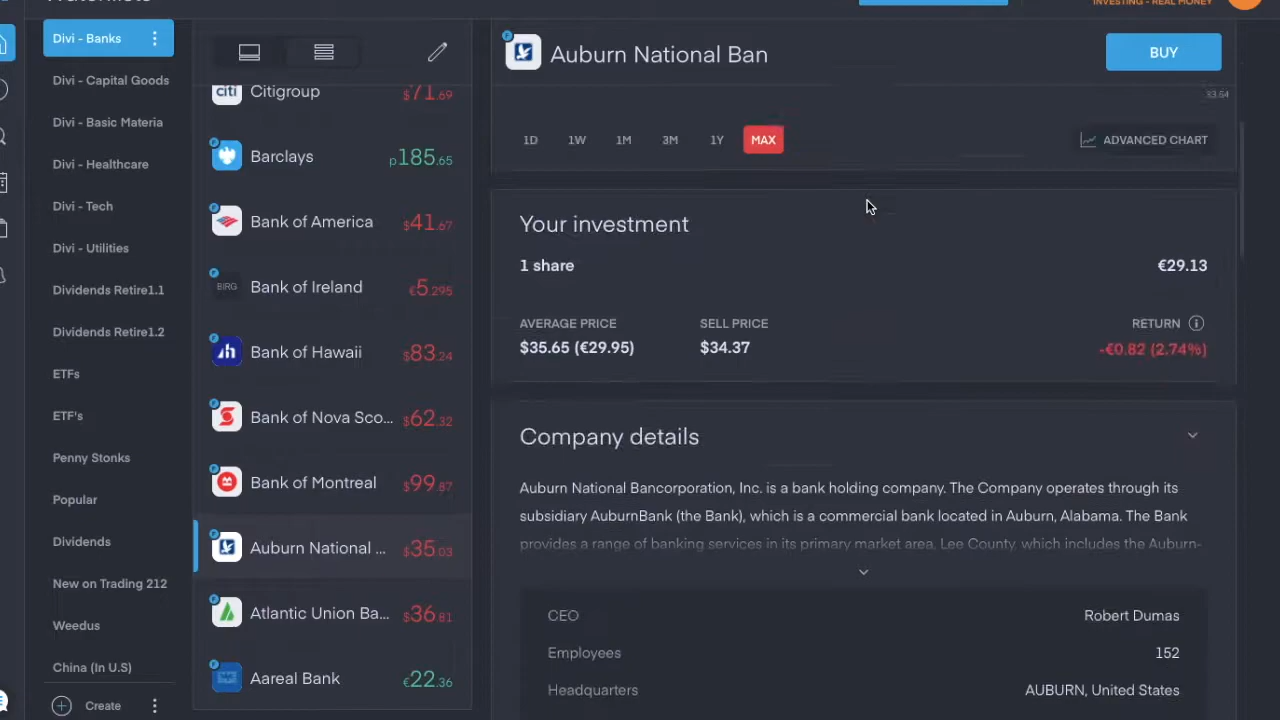 INVESTING - REAL MONEY
Divi - Banks
Divi - Capital Goods
Divi - Basic Materia
Divi - Healthcare
Divi - Tech
Divi - Utilities
Dividends Retire1.1
Dividends Retire1.2
ETFs
ETF's
Penny Stonks
Popular
Dividends
New on Trading 212
Weedus
China (In U.S)
Create
citi Citigroup $71.69
Barclays p185.65
Bank of America $41.67
BIRG Bank of Ireland €5.295
Bank of Hawaii $83.24
Bank of Nova Sco... $62.32
Bank of Montreal $99.87
Auburn National ... $35.03
Atlantic Union Ba... $36.81
Aareal Bank €22.36
Auburn National Ban
BUY
33.54
1D 1W 1M 3M 1Y MAX
ADVANCED CHART
Your investment
1 share €29.13
AVERAGE PRICE SELL PRICE RETURN
$35.65 (€29.95) $34.37 -€0.82 (2.74%)
Company details
Auburn National Bancorporation, Inc. is a bank holding company. The Company operates through its
subsidiary AuburnBank (the Bank), which is a commercial bank located in Auburn, Alabama. The Bank
provides a range of banking services in its primary market area, Lee County, which includes the Auburn-
CEO Robert Dumas
Employees 152
Headquarters AUBURN, United States